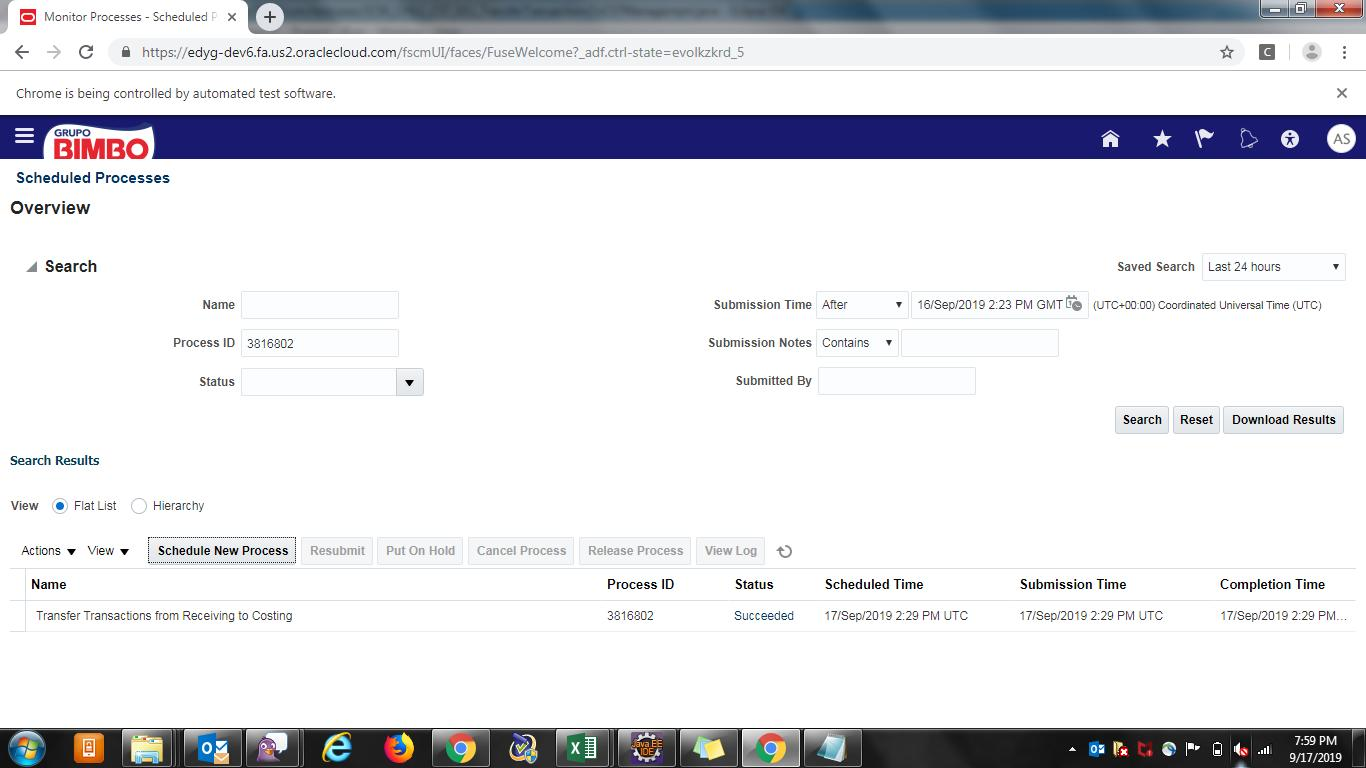 Monitor Processes - Scheduled P
https://edyg-dev6.fa.us2.oraclecloud.com/fscmUI/faces/FuseWelcome?_adf.ctrl-state=evolkzkrd_5
C
Chrome is being controlled by automated test software.
GRUPO
BIMBO
AS
Scheduled Processes
Overview
Search
Saved Search Last 24 hours
Name
Submission Time After 16/Sep/2019 2:23 PM GMT (UTC+00:00) Coordinated Universal Time (UTC)
Process ID 3816802
Submission Notes Contains
Status
Submitted By
Search Reset Download Results
Search Results
View Flat List Hierarchy
Actions View Schedule New Process Resubmit Put On Hold Cancel Process Release Process View Log
Name Process ID Status Scheduled Time Submission Time Completion Time
Transfer Transactions from Receiving to Costing 3816802 Succeeded 17/Sep/2019 2:29 PM UTC 17/Sep/2019 2:29 PM UTC 17/Sep/2019 2:29 PM...
Java EE
IDE
7:59 PM
9/17/2019